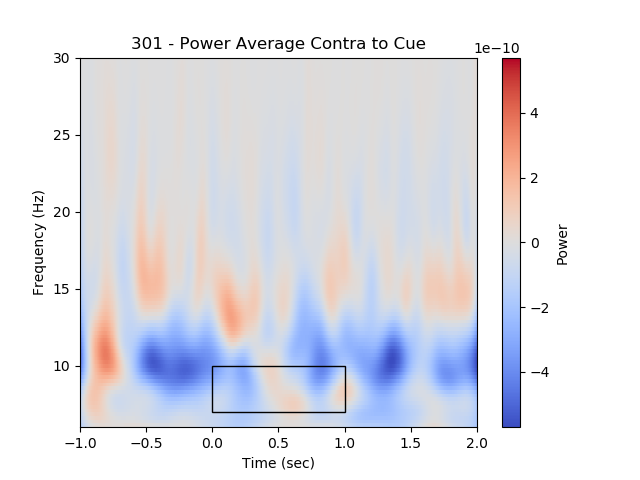 301 - Power Average Contra to Cue
1e−10
30
25
20
15
10
Frequency (Hz)
−1.0 −0.5 0.0 0.5 1.0 1.5 2.0
Time (sec)
4
2
0
−2
−4
Power